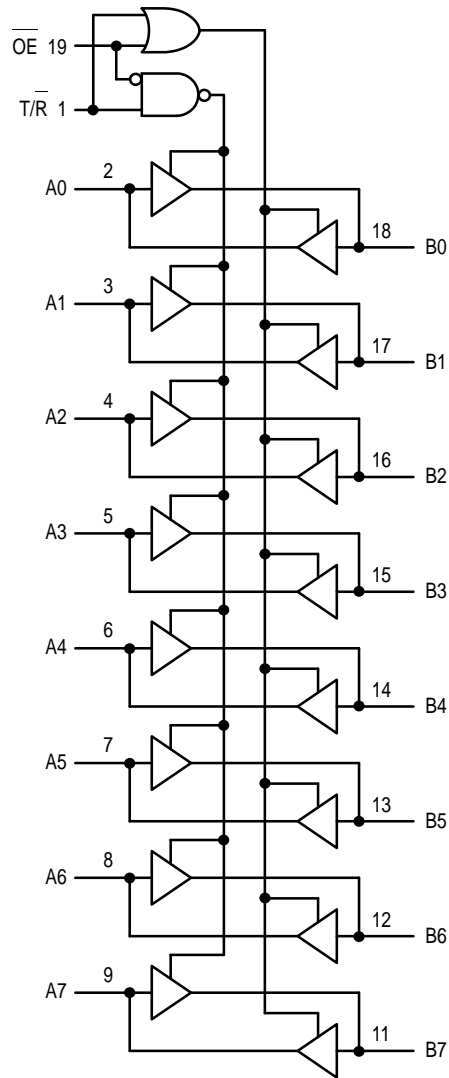 O̅E̅ 19
T/R̅ 1
A0 2
18 B0
A1 3
17 B1
A2 4
16 B2
A3 5
15 B3
A4 6
14 B4
A5 7
13 B5
A6 8
12 B6
A7 9
11 B7